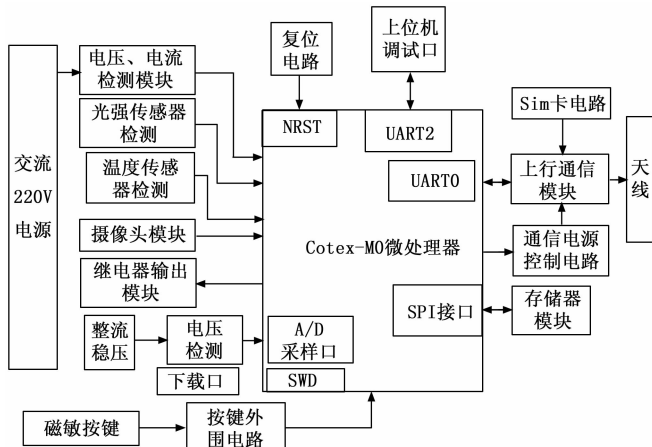 交流
220V
电源
电压、电流
检测模块
光强传感器
检测
温度传感
器检测
摄像头模块
继电器输出
模块
整流
稳压
电压
检测
下载口
磁敏按键
按键外
围电路
复位
电路
上位机
调试口
NRST
UART2
UART0
Cotex-M0微处理器
SPI接口
A/D
采样口
SWD
Sim卡电路
上行通信
模块
天
线
通信电源
控制电路
存储器
模块